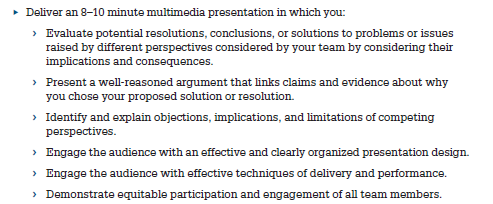 ▸ Deliver an 8–10 minute multimedia presentation in which you:
› Evaluate potential resolutions, conclusions, or solutions to problems or issues
raised by different perspectives considered by your team by considering their
implications and consequences.
› Present a well-reasoned argument that links claims and evidence about why
you chose your proposed solution or resolution.
› Identify and explain objections, implications, and limitations of competing
perspectives.
› Engage the audience with an effective and clearly organized presentation design.
› Engage the audience with effective techniques of delivery and performance.
› Demonstrate equitable participation and engagement of all team members.